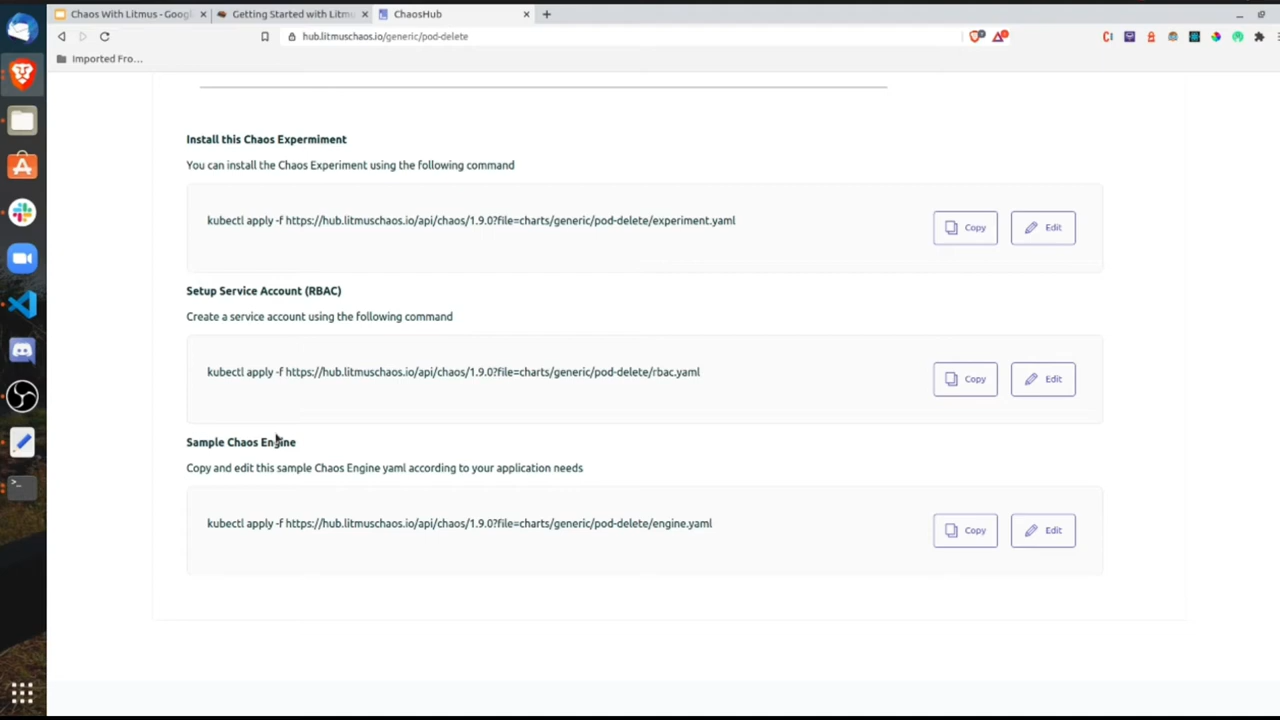 Chaos With Litmus - Googl
Getting Started with Litmu
ChaosHub
hub.litmuschaos.io/generic/pod-delete
Imported Fro...
Install this Chaos Expermiment
You can install the Chaos Experiment using the following command
kubectl apply -f https://hub.litmuschaos.io/api/chaos/1.9.0?file=charts/generic/pod-delete/experiment.yaml
Copy
Edit
Setup Service Account (RBAC)
Create a service account using the following command
kubectl apply -f https://hub.litmuschaos.io/api/chaos/1.9.0?file=charts/generic/pod-delete/rbac.yaml
Copy
Edit
Sample Chaos Engine
Copy and edit this sample Chaos Engine yaml according to your application needs
kubectl apply -f https://hub.litmuschaos.io/api/chaos/1.9.0?file=charts/generic/pod-delete/engine.yaml
Copy
Edit